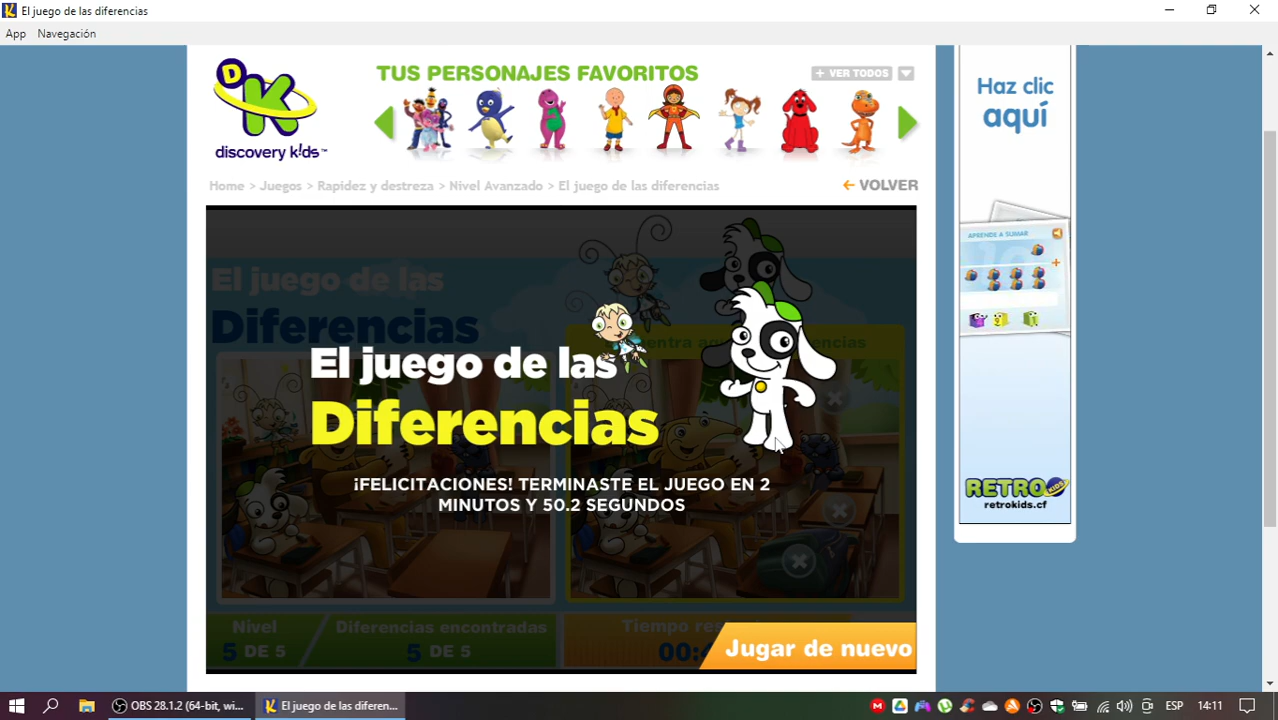 El juego de las diferencias
App Navegación
DK
discovery k!ds™
TUS PERSONAJES FAVORITOS
+ VER TODOS
Home > Juegos > Rapidez y destreza > Nivel Avanzado > El juego de las diferencias
← VOLVER
El juego de las
Diferencias
El juego de las
Diferencias
¡FELICITACIONES! TERMINASTE EL JUEGO EN 2
MINUTOS Y 50.2 SEGUNDOS
Nivel
5 DE 5
Diferencias encontradas
5 DE 5
Jugar de nuevo
Haz clic
aquí
APRENDE A SUMAR
RETRO
retrokids.cf
OBS 28.1.2 (64-bit, wi...
El juego de las diferen...
ESP
14:11